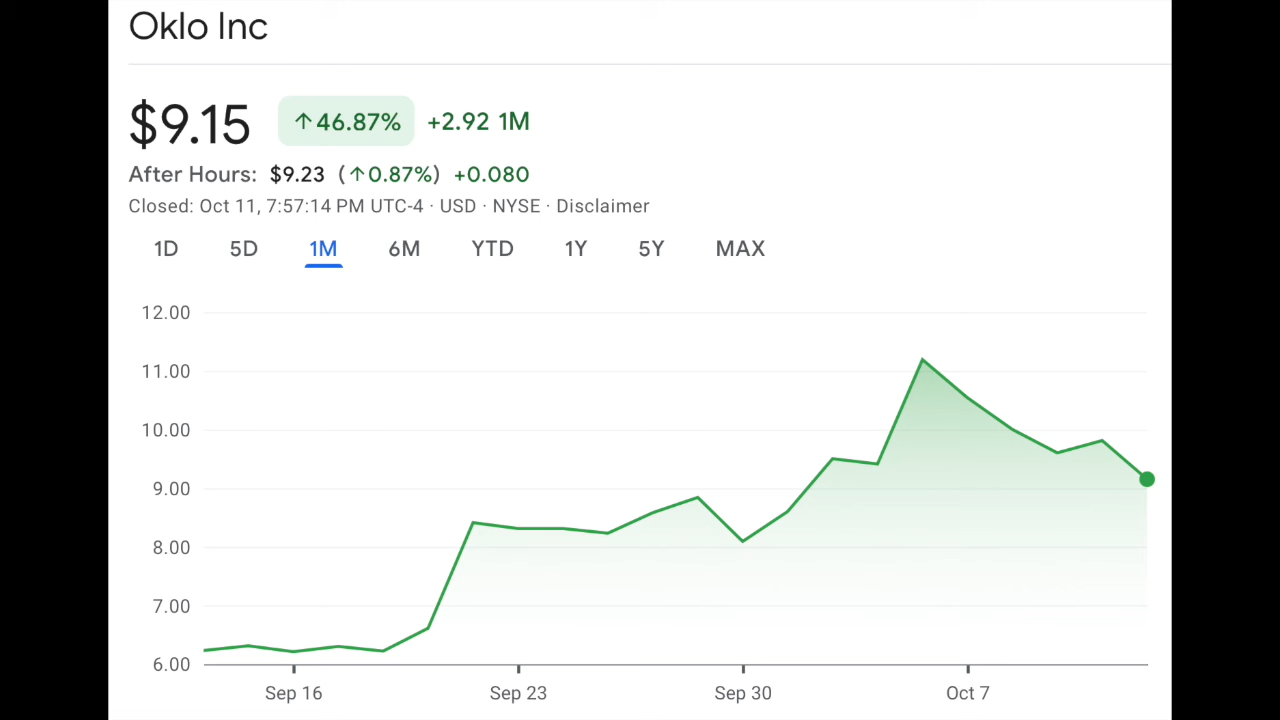 Oklo Inc
$9.15 ↑46.87% +2.92 1M
After Hours: $9.23 (↑0.87%) +0.080
Closed: Oct 11, 7:57:14 PM UTC-4 · USD · NYSE · Disclaimer
1D 5D 1M 6M YTD 1Y 5Y MAX
12.00
11.00
10.00
9.00
8.00
7.00
6.00
Sep 16 Sep 23 Sep 30 Oct 7